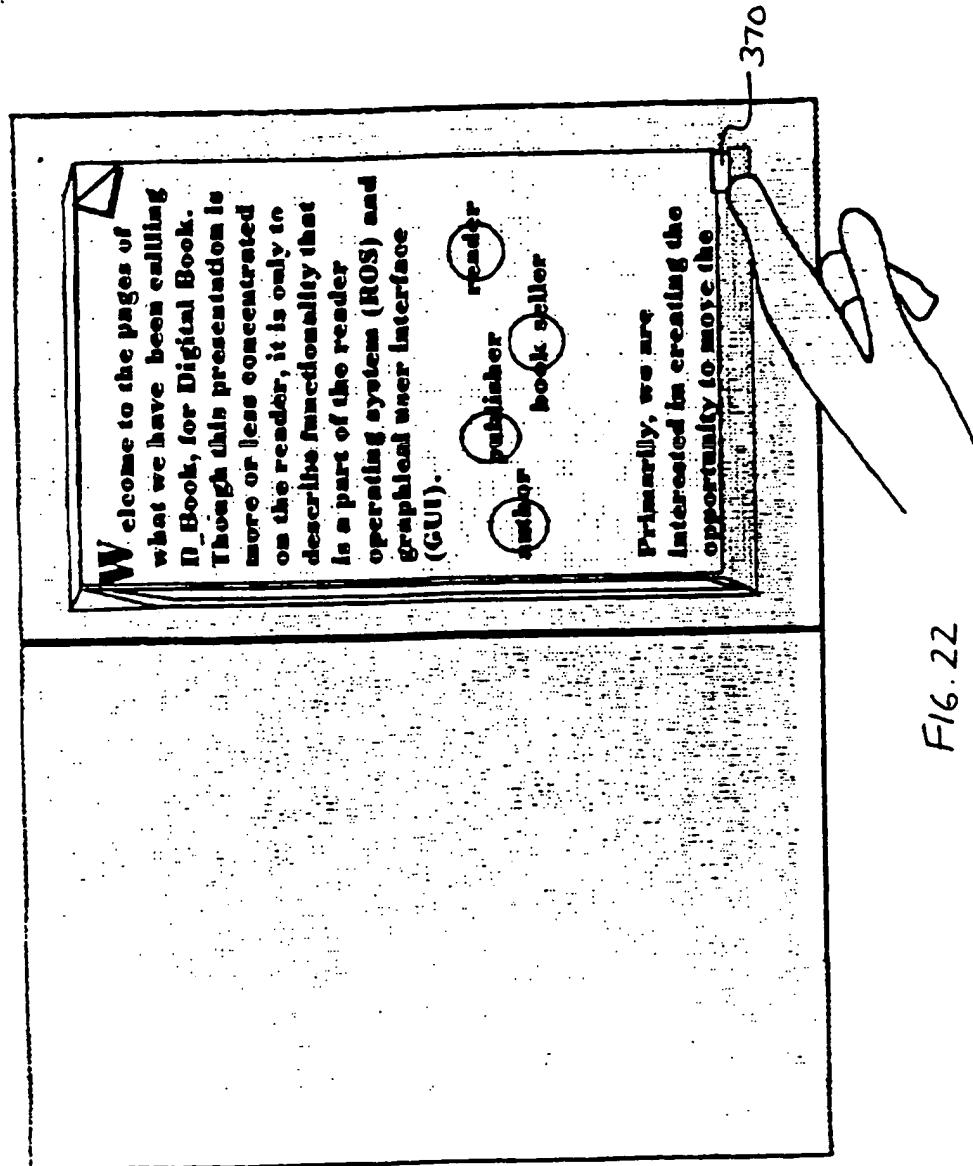 Welcome to the pages of
what we have been callling
D_Book, for Digital Book.
Though this presentation is
more or less concentrated
on the reader, it is only to
describe functionality that
is a part of the reader
operating system (ROS) and
graphical user interface
(GUI).
author publisher reader
book seller
Primarily, we are
interested in creating the
opportunity to move the
370
FIG. 22